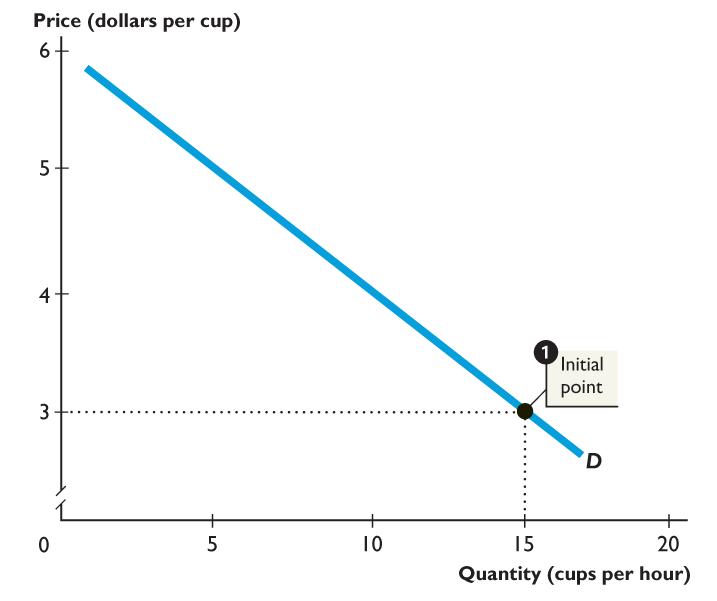 Price (dollars per cup)
6
5
4
3
1
Initial
point
D
0
5
10
15
20
Quantity (cups per hour)